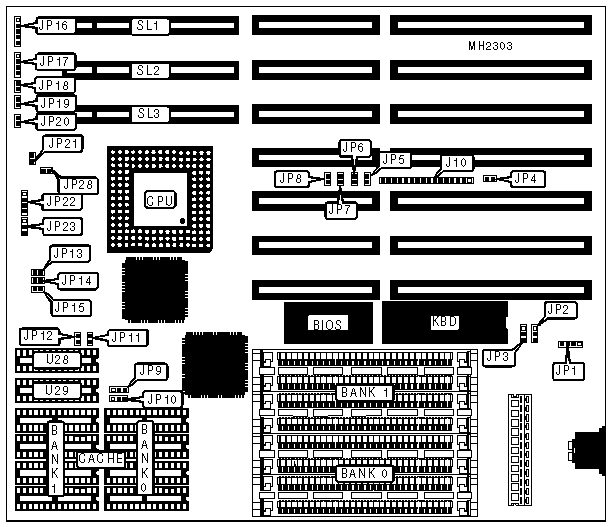 JP16 SL1
MH2303
JP17 SL2
JP18
JP19 SL3
JP20
JP21
JP6
JP8 JP5 J10 JP4
JP28 CPU
JP22 JP7
JP23
JP13
JP14
JP15
JP12 JP11 BIOS KBD JP2
JP3
U28 JP9 JP1
U29 JP10 BANK 1
BANK 1 CACHE BANK 0 BANK 0